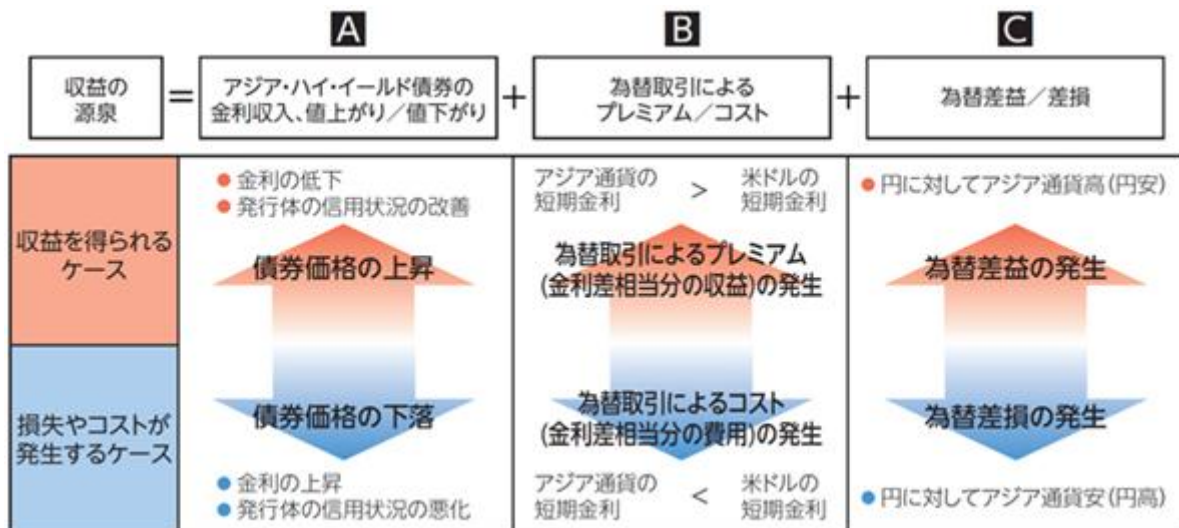 A
B
C
収益の
源泉
=
アジア・ハイ・イールド債券の
金利収入、値上がり／値下がり
+
為替取引による
プレミアム／コスト
+
為替差益／差損
収益を得られる
ケース
● 金利の低下
● 発行体の信用状況の改善
債券価格の上昇
アジア通貨の
短期金利
>
米ドルの
短期金利
為替取引によるプレミアム
(金利差相当分の収益)の発生
● 円に対してアジア通貨高(円安)
為替差益の発生
損失やコストが
発生するケース
債券価格の下落
● 金利の上昇
● 発行体の信用状況の悪化
為替取引によるコスト
(金利差相当分の費用)の発生
アジア通貨の
短期金利
<
米ドルの
短期金利
為替差損の発生
● 円に対してアジア通貨安(円高)